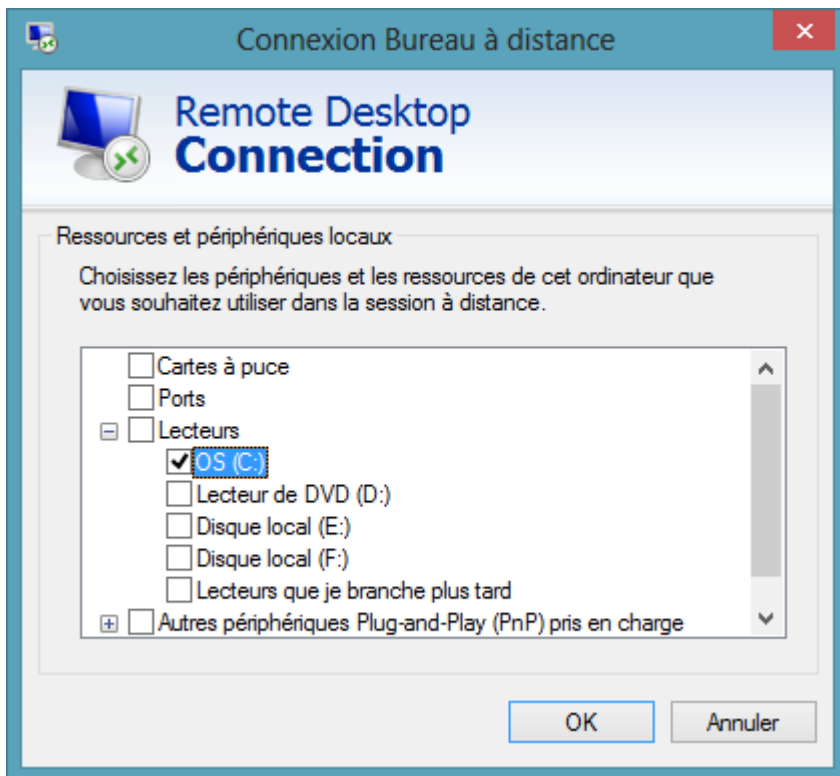 Connexion Bureau à distance
Remote Desktop
Connection
Ressources et périphériques locaux
Choisissez les périphériques et les ressources de cet ordinateur que
vous souhaitez utiliser dans la session à distance.
Cartes à puce
Ports
Lecteurs
OS (C:)
Lecteur de DVD (D:)
Disque local (E:)
Disque local (F:)
Lecteurs que je branche plus tard
Autres périphériques Plug-and-Play (PnP) pris en charge
OK Annuler